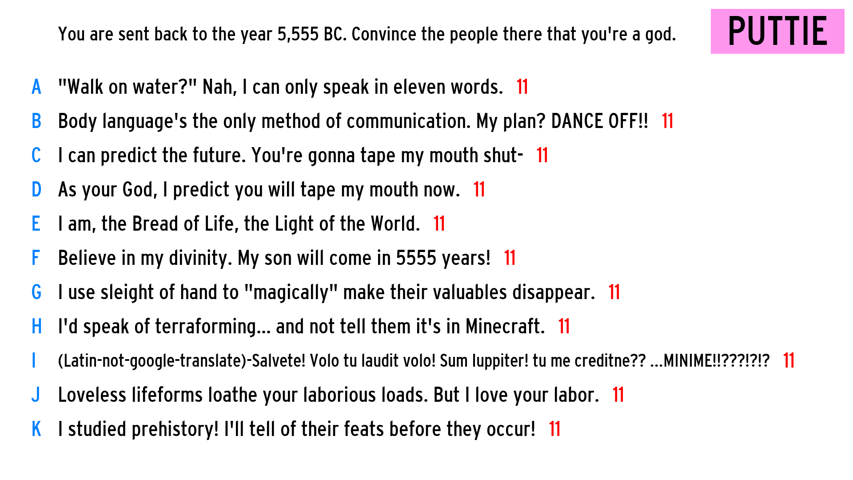 You are sent back to the year 5,555 BC. Convince the people there that you're a god.
PUTTIE
A "Walk on water?" Nah, I can only speak in eleven words. 11
B Body language's the only method of communication. My plan? DANCE OFF!! 11
C I can predict the future. You're gonna tape my mouth shut- 11
D As your God, I predict you will tape my mouth now. 11
E I am, the Bread of Life, the Light of the World. 11
F Believe in my divinity. My son will come in 5555 years! 11
G I use sleight of hand to "magically" make their valuables disappear. 11
H I'd speak of terraforming... and not tell them it's in Minecraft. 11
I (Latin-not-google-translate)-Salvete! Volo tu laudit volo! Sum Iuppiter! tu me creditne?? ...MINIME!!???!?!? 11
J Loveless lifeforms loathe your laborious loads. But I love your labor. 11
K I studied prehistory! I'll tell of their feats before they occur! 11